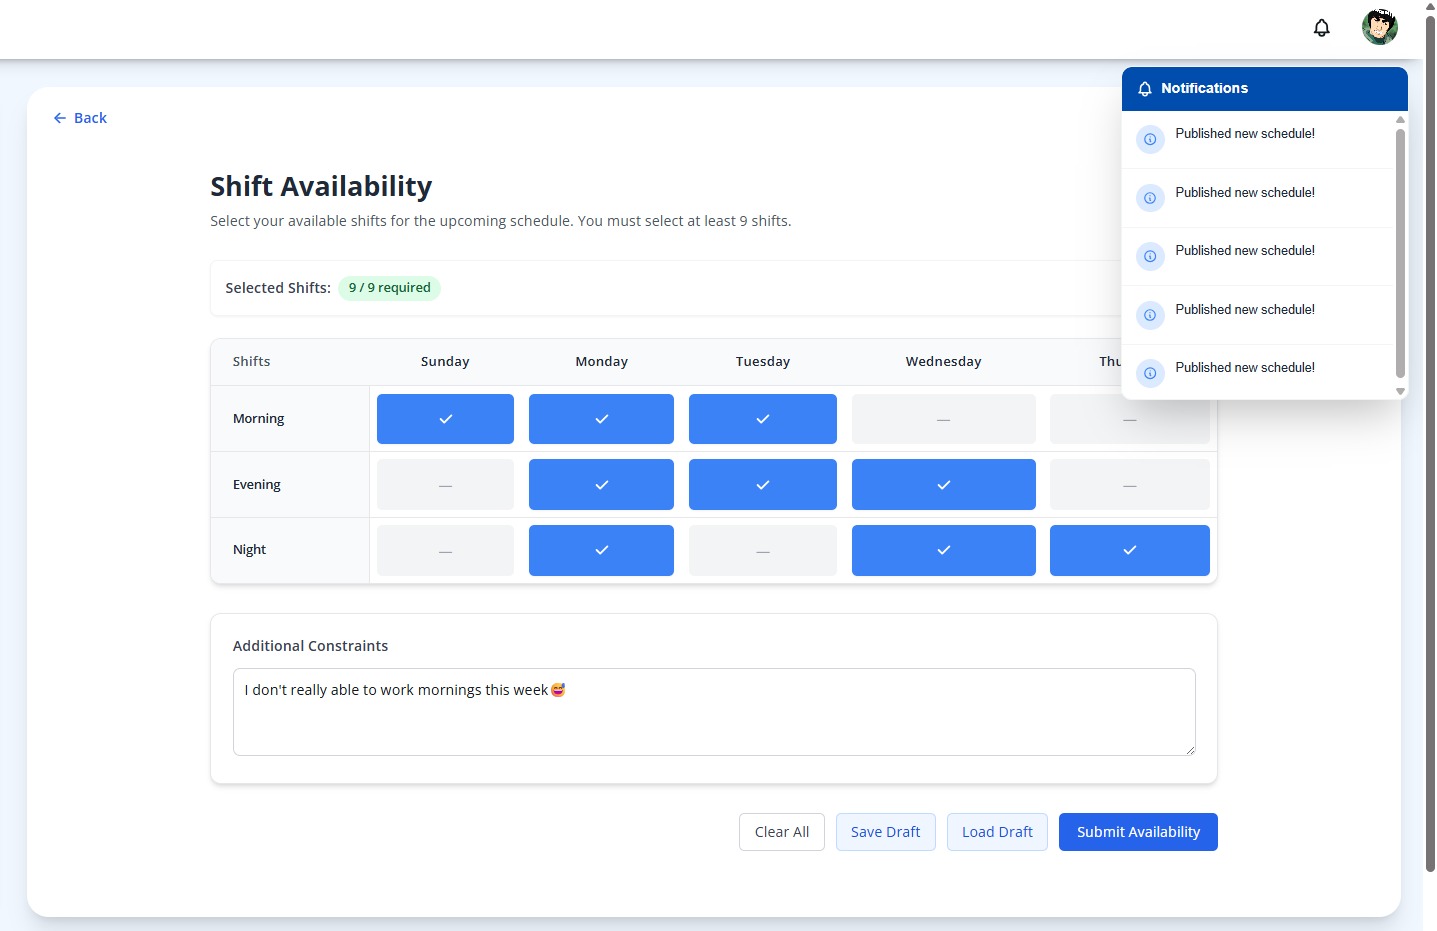 Notifications
Published new schedule!
Published new schedule!
Published new schedule!
Published new schedule!
Published new schedule!
Back
Shift Availability
Select your available shifts for the upcoming schedule. You must select at least 9 shifts.
Selected Shifts: 9 / 9 required
Shifts Sunday Monday Tuesday Wednesday Thu
Morning
Evening
Night
Additional Constraints
I don't really able to work mornings this week😅
Clear All Save Draft Load Draft Submit Availability